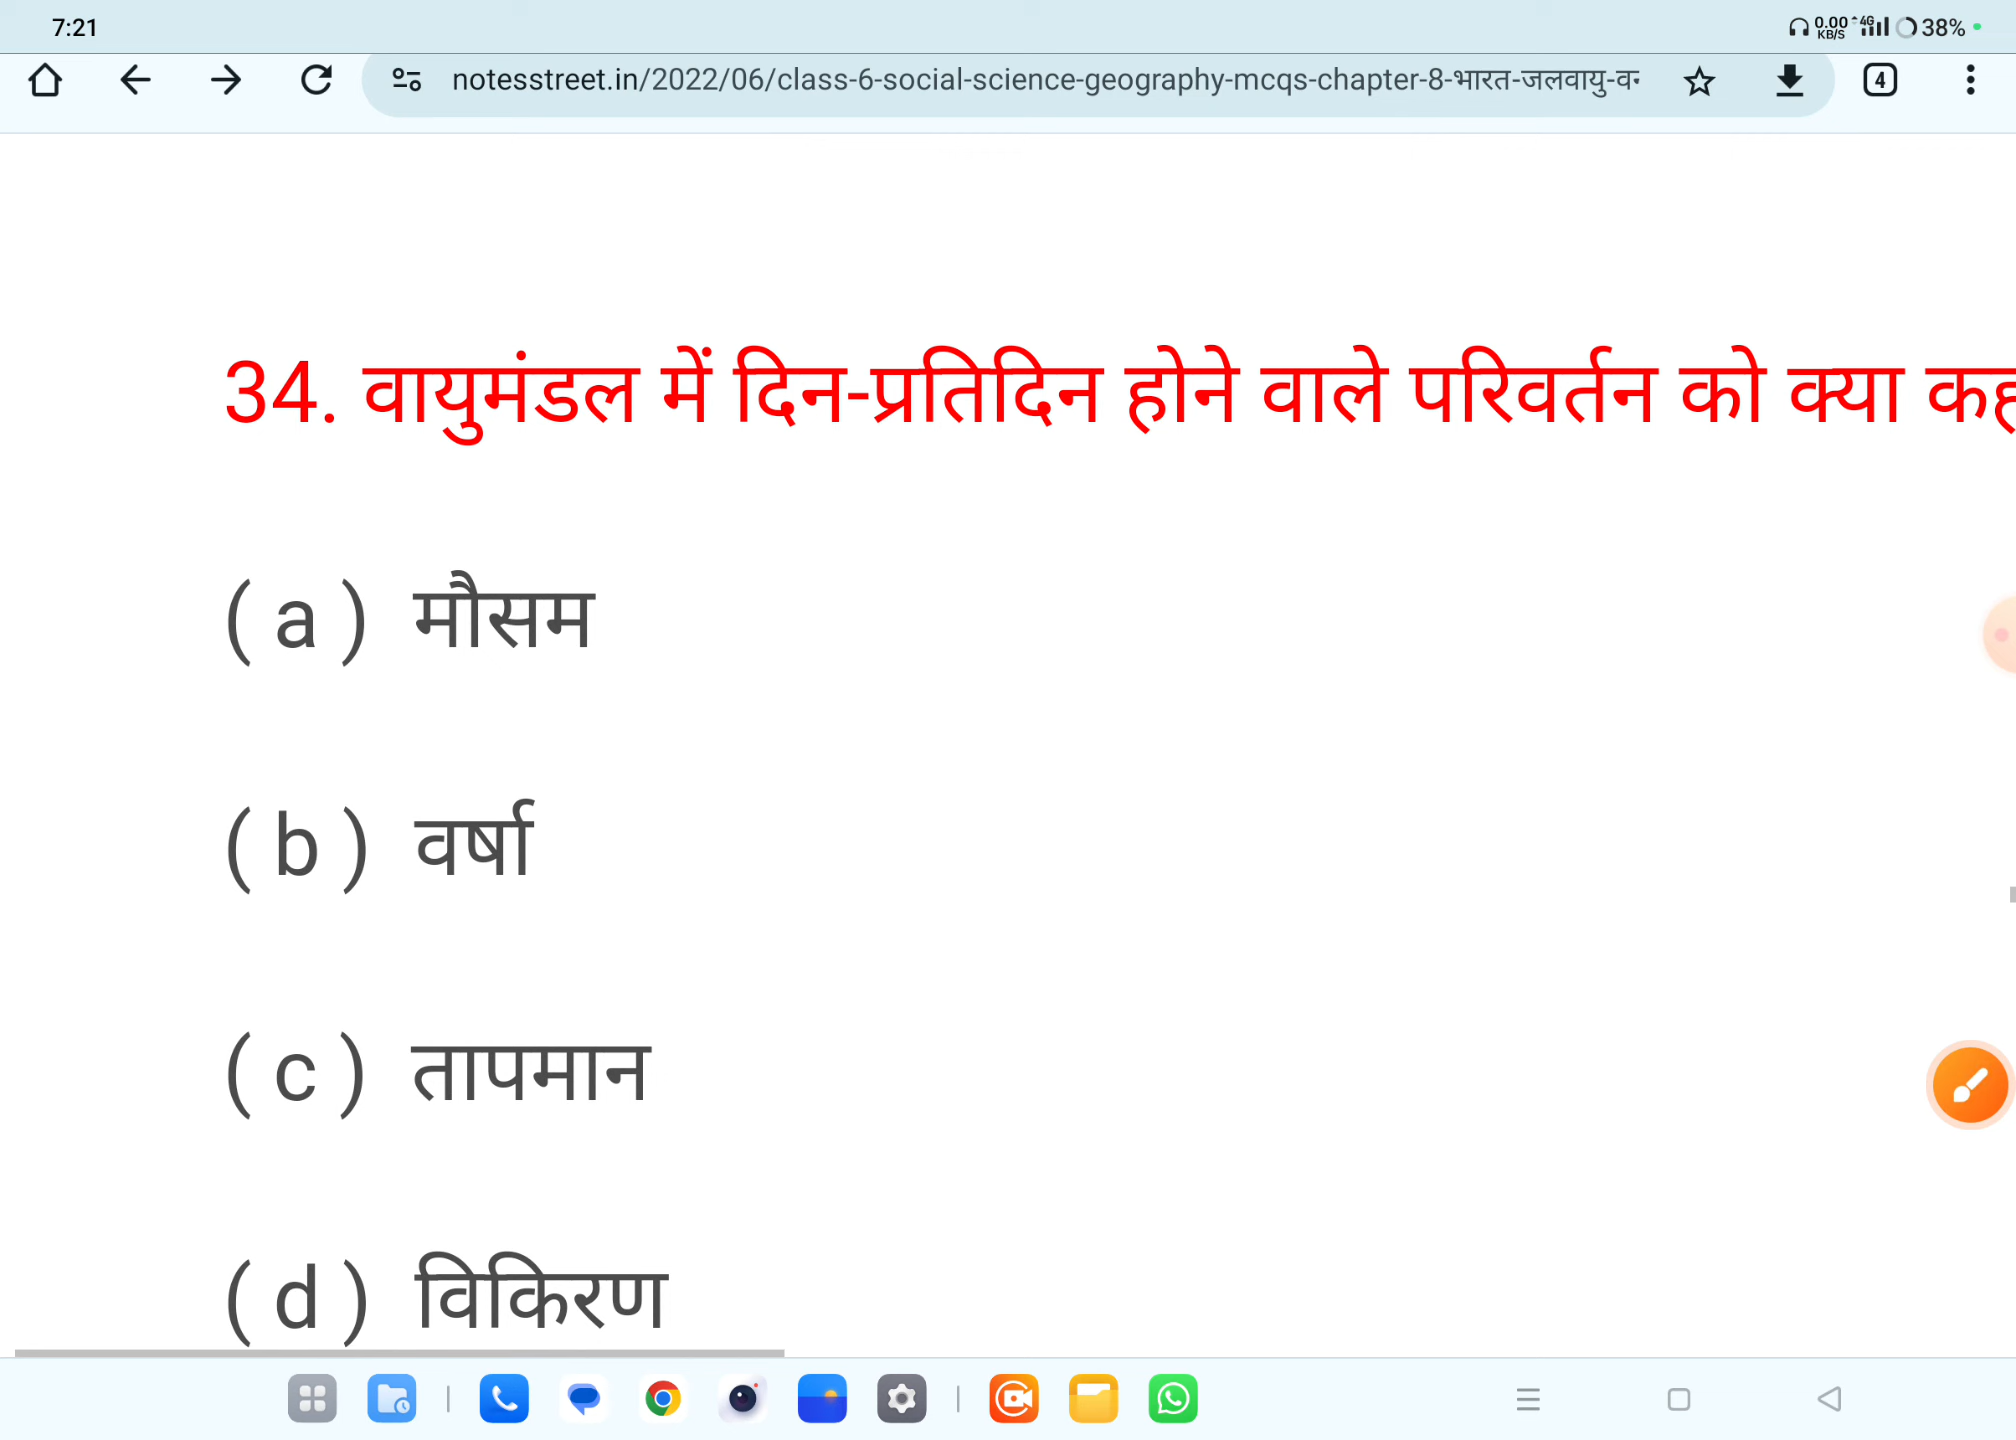 7:21
0.00 KB/S 4G 38%
notesstreet.in/2022/06/class-6-social-science-geography-mcqs-chapter-8-भारत-जलवायु-व
4
34. वायुमंडल में दिन-प्रतिदिन होने वाले परिवर्तन को क्या
( a ) मौसम
( b ) वर्षा
( c ) तापमान
( d ) विकिरण